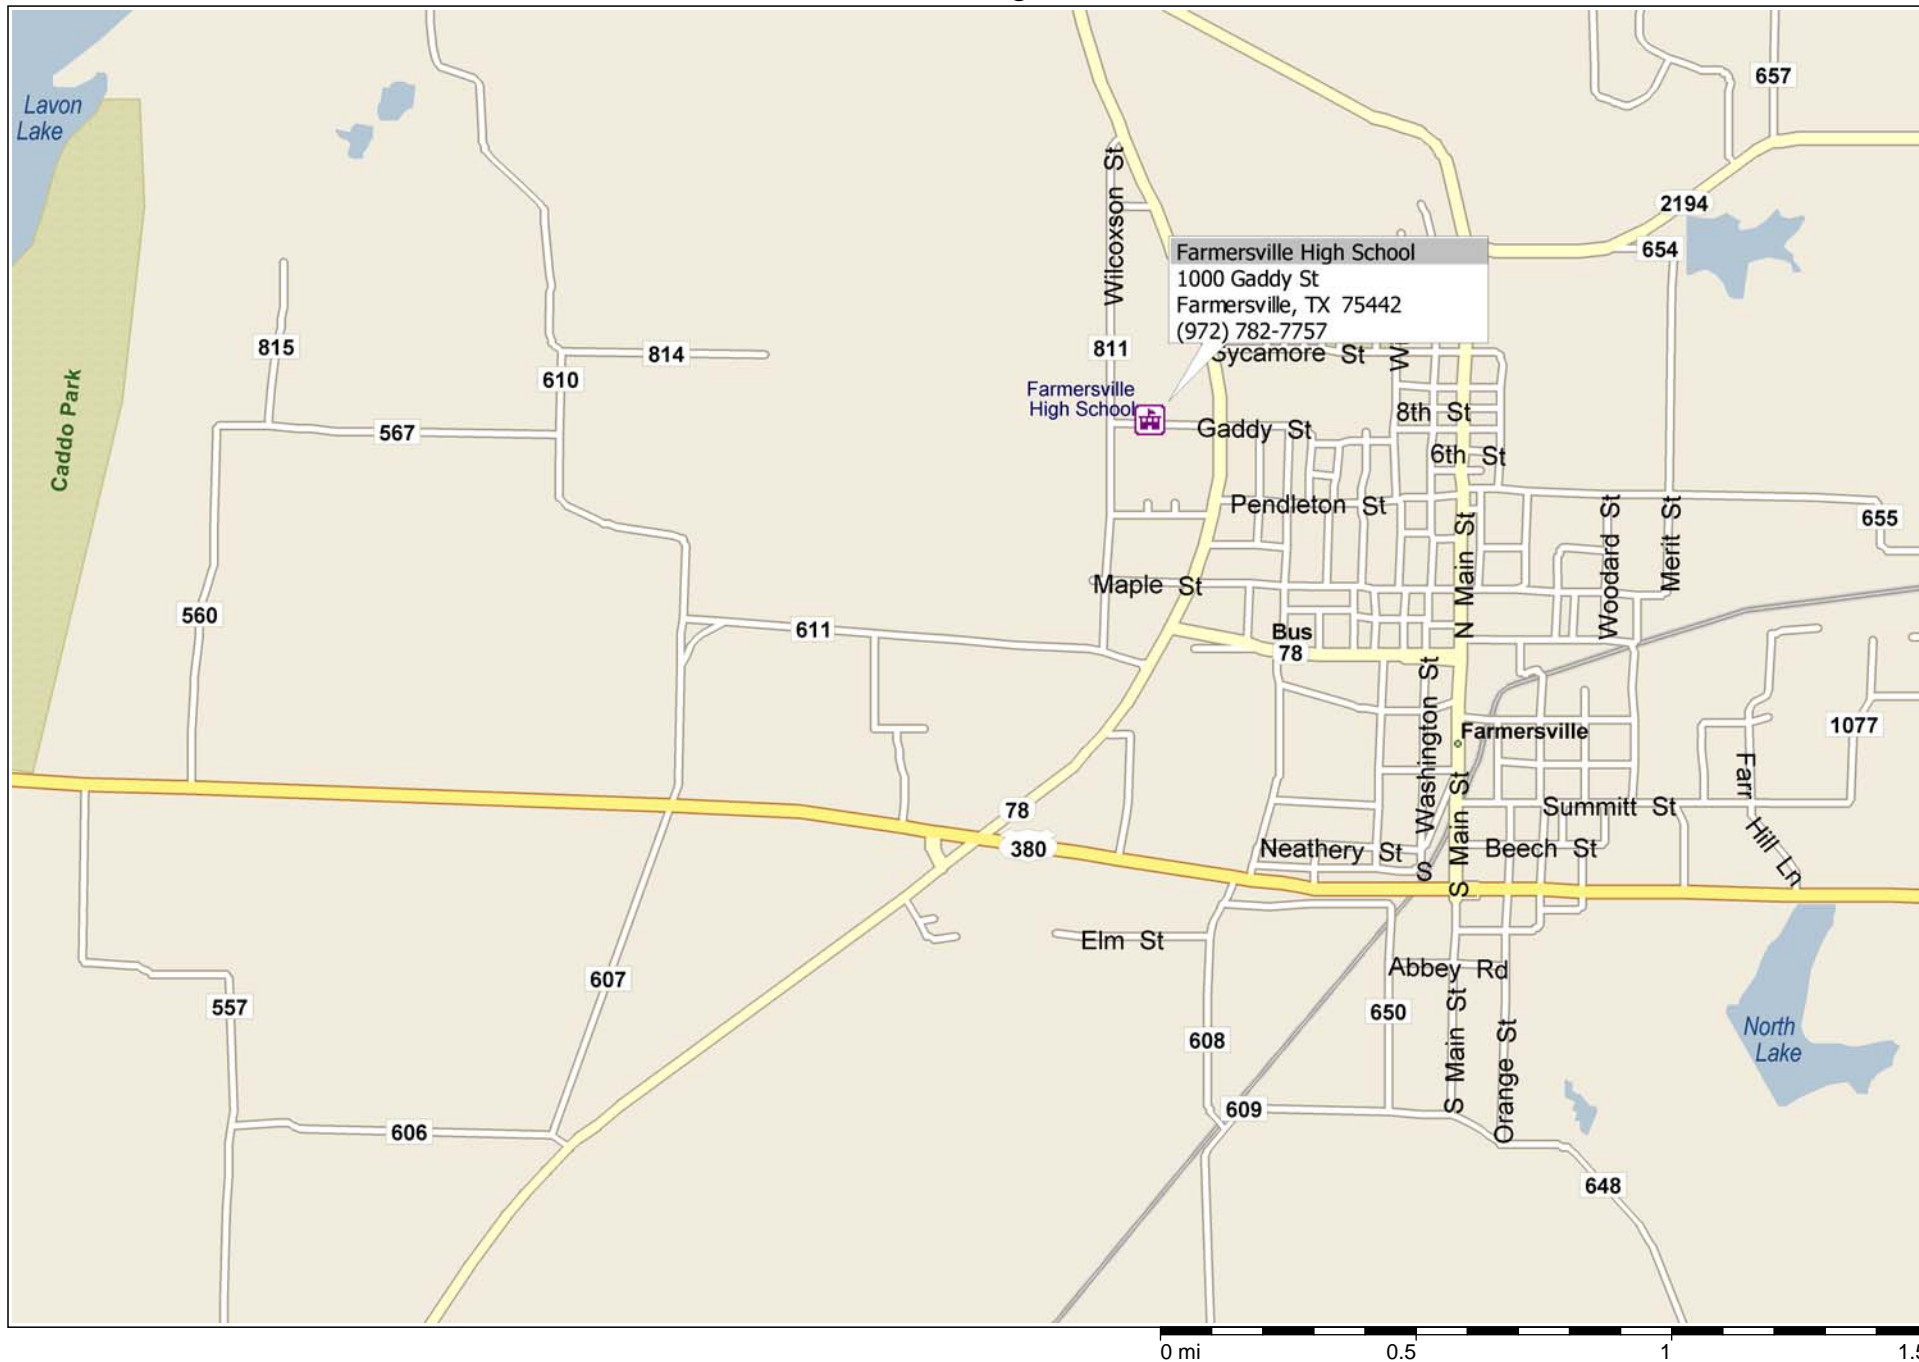 Lavon
Lake
657
2194
654
Wilcoxson St
Farmersville High School
1000 Gaddy St
Farmersville, TX 75442
(972) 782-7757
815
814
811
Sycamore St
610
Farmersville
High School
Caddo Park
8th St
567
Gaddy St
6th St
Pendleton St
655
N Main St
Woodard St
Merit St
Maple St
560
611
Bus
78
S Washington St
Farmersville
1077
Farr Hill Ln
78
Summitt St
380
Neathery St
S Main St
Beech St
Elm St
Abbey Rd
607
557
650
S Main St
Orange St
North
Lake
608
609
606
648
0 mi 0.5 1 1.5